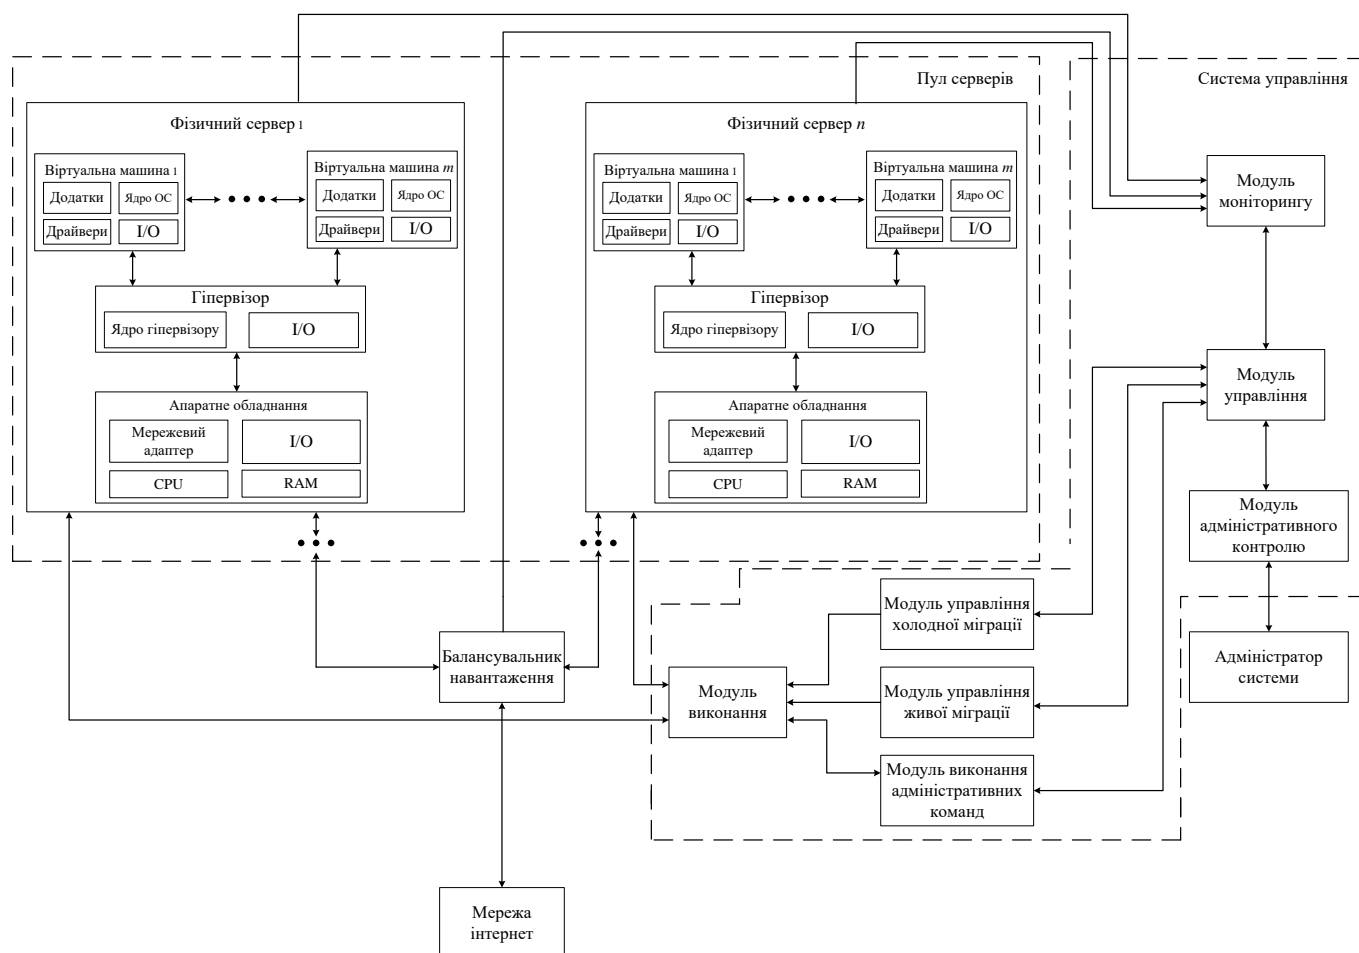 Пул серверів
Система управління
Фізичний сервер 1
Віртуальна машина 1
Додатки
Ядро ОС
Драйвери
I/O
Віртуальна машина m
Додатки
Ядро ОС
Драйвери
I/O
Гіпервізор
Ядро гіпервізору
I/O
Апаратне обладнання
Мережевий
адаптер
I/O
CPU
RAM
Фізичний сервер n
Віртуальна машина 1
Додатки
Ядро ОС
Драйвери
I/O
Віртуальна машина m
Додатки
Ядро ОС
Драйвери
I/O
Гіпервізор
Ядро гіпервізору
I/O
Апаратне обладнання
Мережевий
адаптер
I/O
CPU
RAM
Модуль
моніторингу
Модуль
управління
Модуль
адміністративного
контролю
Адміністратор
системи
Модуль управління
холодної міграції
Модуль управління
живої міграції
Модуль виконання
адміністративних
команд
Модуль
виконання
Балансувальник
навантаження
Мережа
інтернет